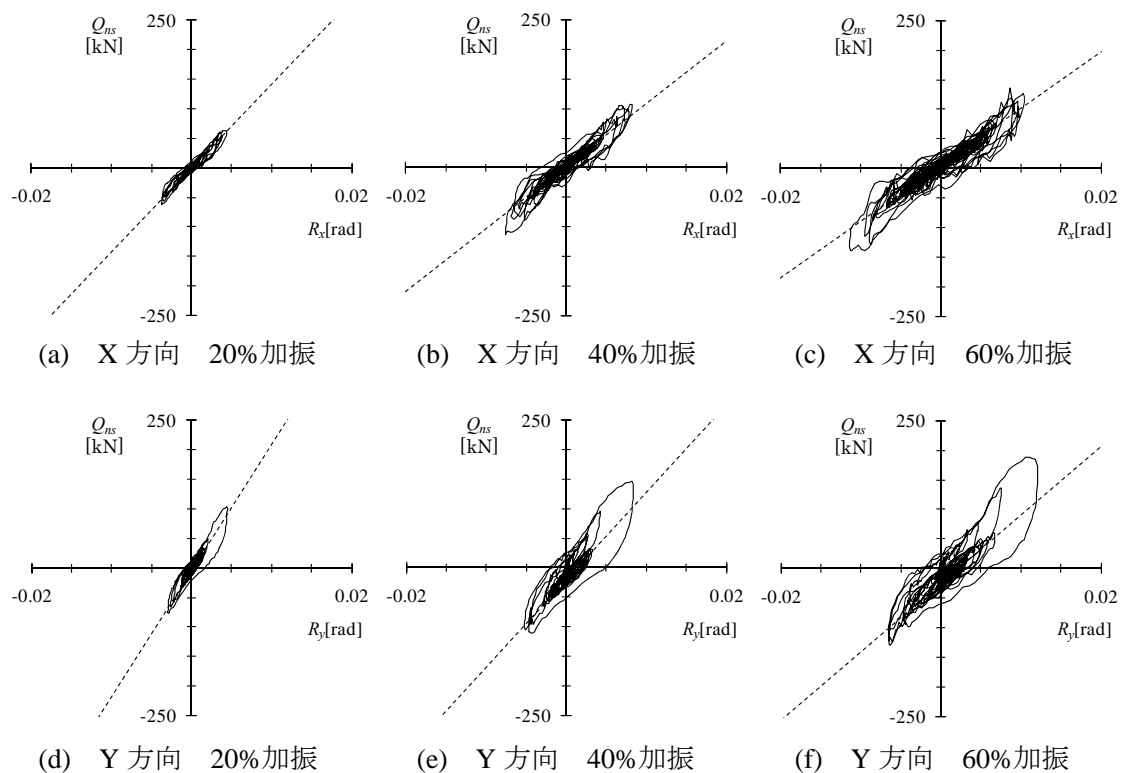 250
Q_ns
[kN]
-0.02
0.02
R_x[rad]
-250
(a) X 方向 20%加振
250
Q_ns
[kN]
-0.02
0.02
R_x[rad]
-250
(b) X 方向 40%加振
250
Q_ns
[kN]
-0.02
0.02
R_x[rad]
-250
(c) X 方向 60%加振
250
Q_ns
[kN]
-0.02
0.02
R_y[rad]
-250
(d) Y 方向 20%加振
250
Q_ns
[kN]
-0.02
0.02
R_y[rad]
-250
(e) Y 方向 40%加振
250
Q_ns
[kN]
-0.02
0.02
R_y[rad]
-250
(f) Y 方向 60%加振